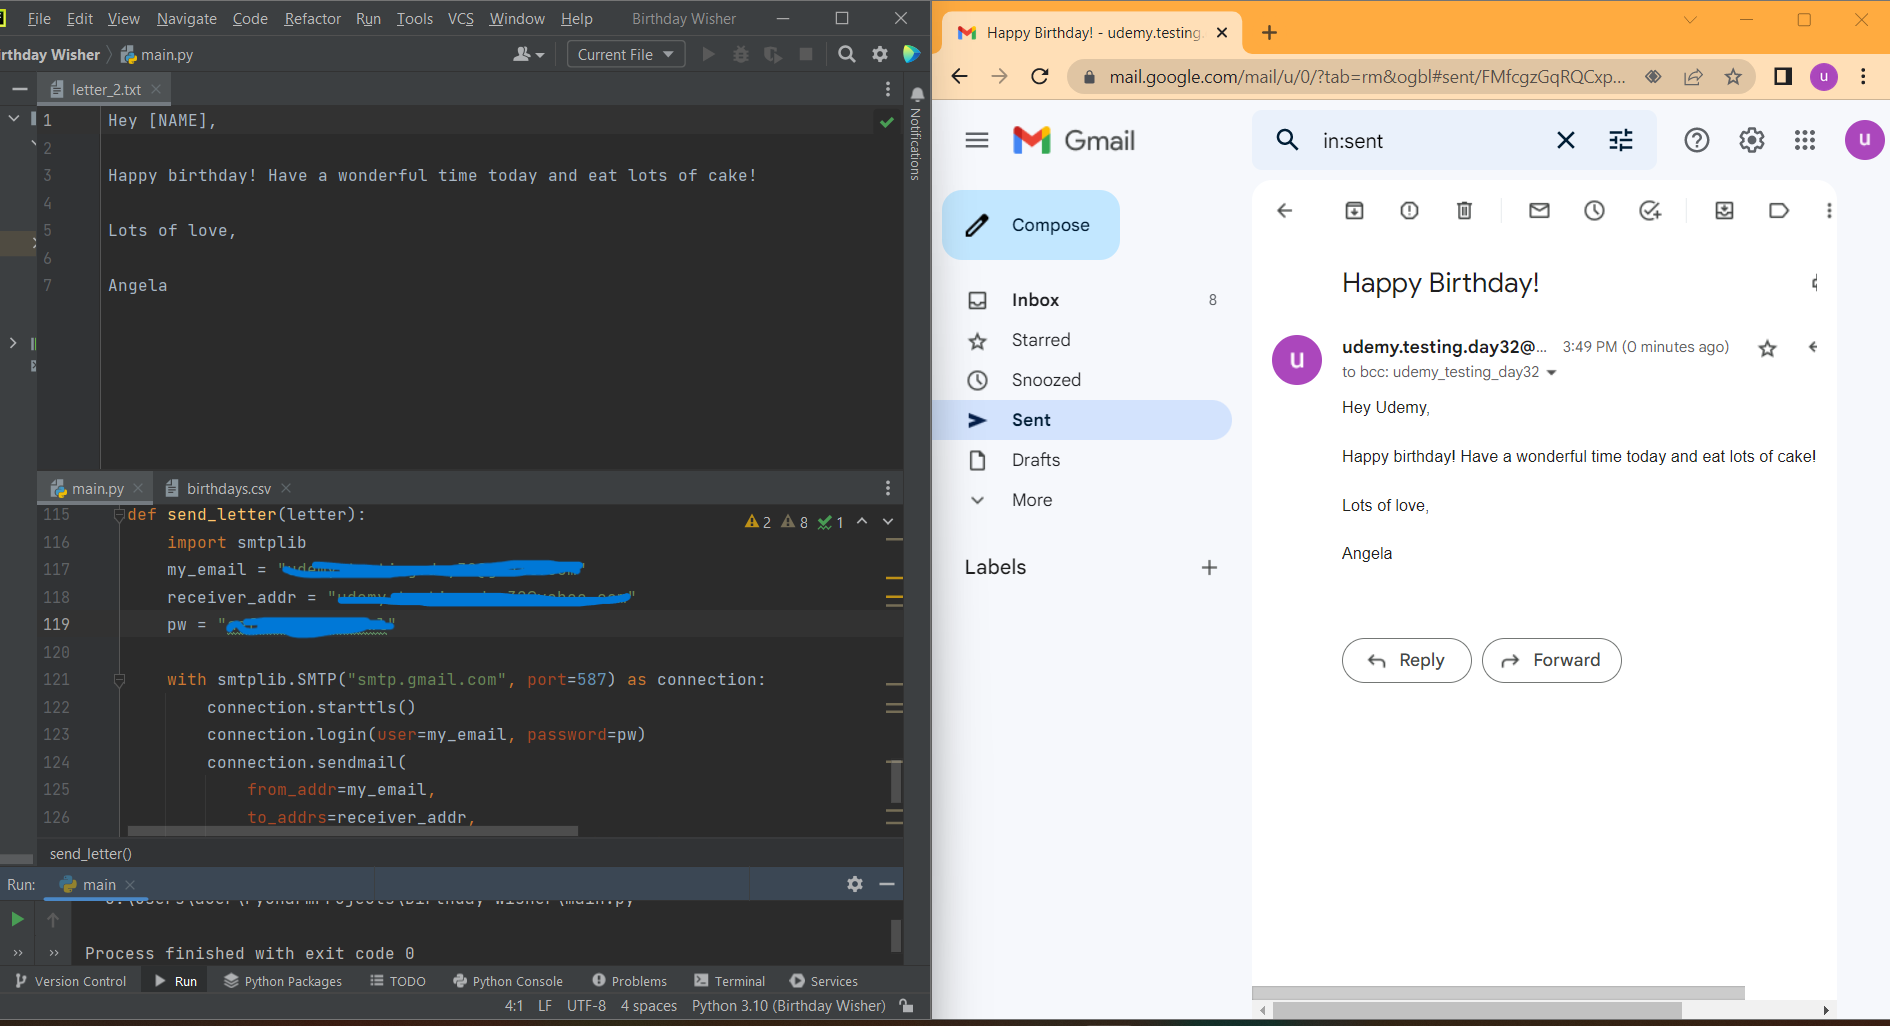 File Edit View Navigate Code Refactor Run Tools VCS Window Help Birthday Wisher
rthday Wisher main.py Current File
letter_2.txt
Notifications
1 Hey [NAME],
2
3 Happy birthday! Have a wonderful time today and eat lots of cake!
4
5 Lots of love,
6
7 Angela
main.py birthdays.csv
115 def send_letter(letter):
2 8 1
116 import smtplib
117 my_email = "
118 receiver_addr = "
119 pw = "
120
121 with smtplib.SMTP("smtp.gmail.com", port=587) as connection:
122 connection.starttls()
123 connection.login(user=my_email, password=pw)
124 connection.sendmail(
125 from_addr=my_email,
126 to_addrs=receiver_addr,
send_letter()
Run: main
Process finished with exit code 0
Version Control Run Python Packages TODO Python Console Problems Terminal Services
4:1 LF UTF-8 4 spaces Python 3.10 (Birthday Wisher)
Happy Birthday! - udemy.testing.
mail.google.com/mail/u/0/?tab=rm&ogbl#sent/FMfcgzGqRQCxp... u
Gmail
in:sent
u
Compose
Inbox 8
Starred
Snoozed
Sent
Drafts
More
Labels
Happy Birthday!
u
udemy.testing.day32@... 3:49 PM (0 minutes ago)
to bcc: udemy_testing_day32
Hey Udemy,
Happy birthday! Have a wonderful time today and eat lots of cake!
Lots of love,
Angela
Reply Forward